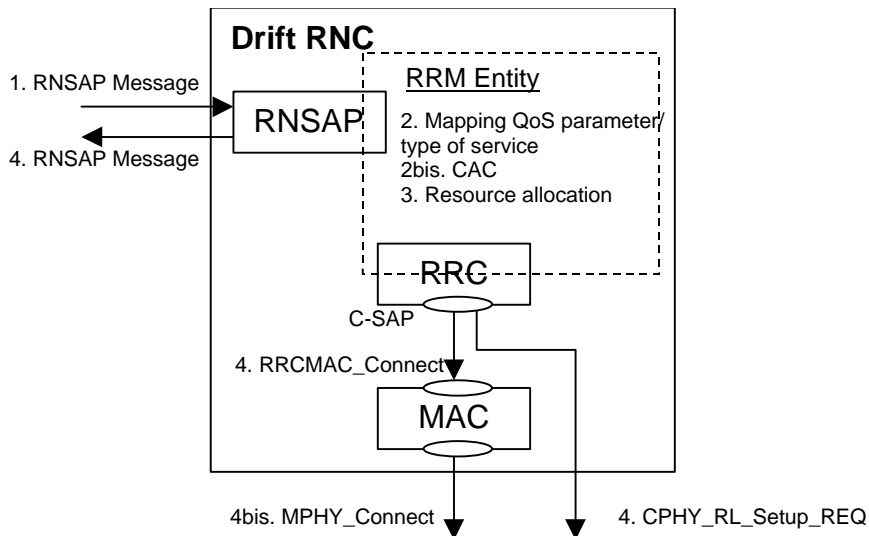 Drift RNC
1. RNSAP Message
RRM Entity
RNSAP
2. Mapping QoS parameter/
type of service
2bis. CAC
3. Resource allocation
4. RNSAP Message
RRC
C-SAP
4. RRCMAC_Connect
MAC
4bis. MPHY_Connect
4. CPHY_RL_Setup_REQ